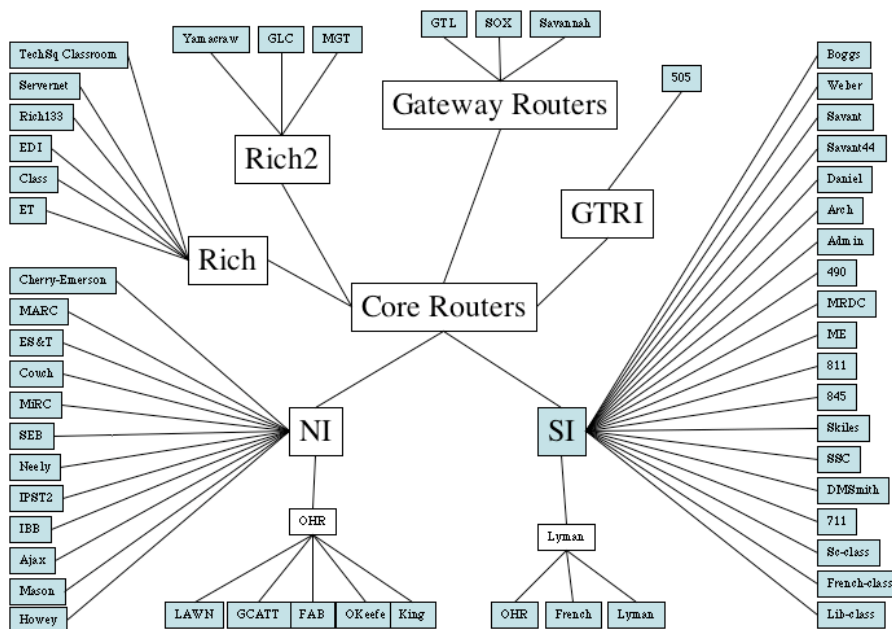 Yamacraw
GLC
MGT
GTL
SOX
Savannah
TechSq Classroom
Servernet
Rich133
EDI
Class
ET
Rich2
Gateway Routers
505
GTRI
Rich
Core Routers
Cherry-Emerson
MARC
ES&T
Couch
MiRC
SEB
Neely
IPST2
IBB
Ajax
Mason
Howey
NI
SI
OHR
LAWN
GCATT
FAB
OKeefe
King
Lyman
OHR
French
Lyman
Boggs
Weber
Savant
Savant44
Daniel
Arch
Admin
490
MRDC
ME
811
845
Skiles
SSC
DMSmith
711
Sc-class
French-class
Lib-class